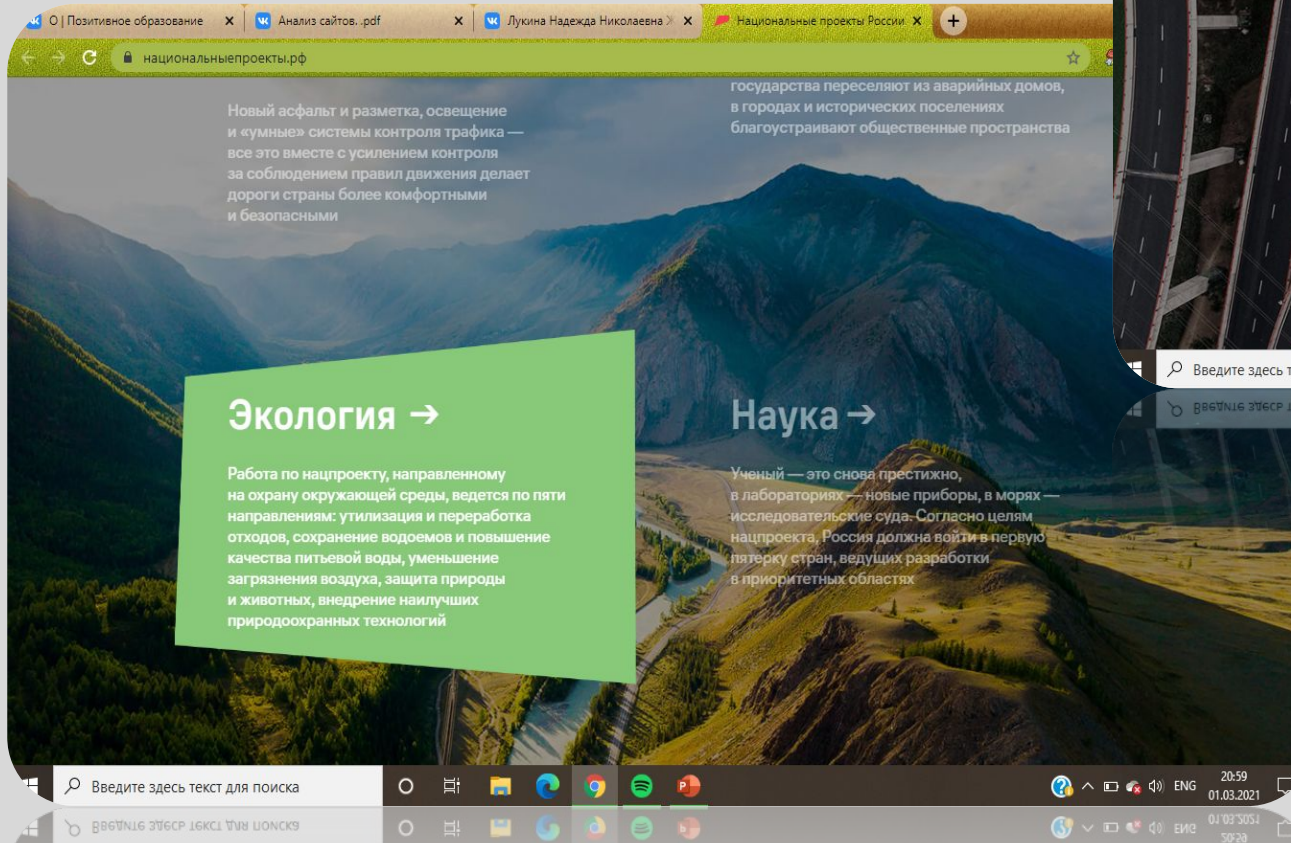 О | Позитивное образование
Анализ сайтов. .pdf
Лукина Надежда Николаевна
Национальные проекты России
национальныепроекты.рф
Новый асфальт и разметка, освещение
и «умные» системы контроля трафика —
все это вместе с усилением контроля
за соблюдением правил движения делает
дороги страны более комфортными
и безопасными
государства переселяют из аварийных домов,
в городах и исторических поселениях
благоустраивают общественные пространства
Экология →
Работа по нацпроекту, направленному
на охрану окружающей среды, ведется по пяти
направлениям: утилизация и переработка
отходов, сохранение водоемов и повышение
качества питьевой воды, уменьшение
загрязнения воздуха, защита природы
и животных, внедрение наилучших
природоохранных технологий
Наука →
Ученый — это снова престижно,
в лабораториях — новые приборы, в морях —
исследовательские суда. Согласно целям
нацпроекта, Россия должна войти в первую
пятерку стран, ведущих разработки
в приоритетных областях
Введите здесь текст для поиска
ENG
20:59
01.03.2021
Введите здесь